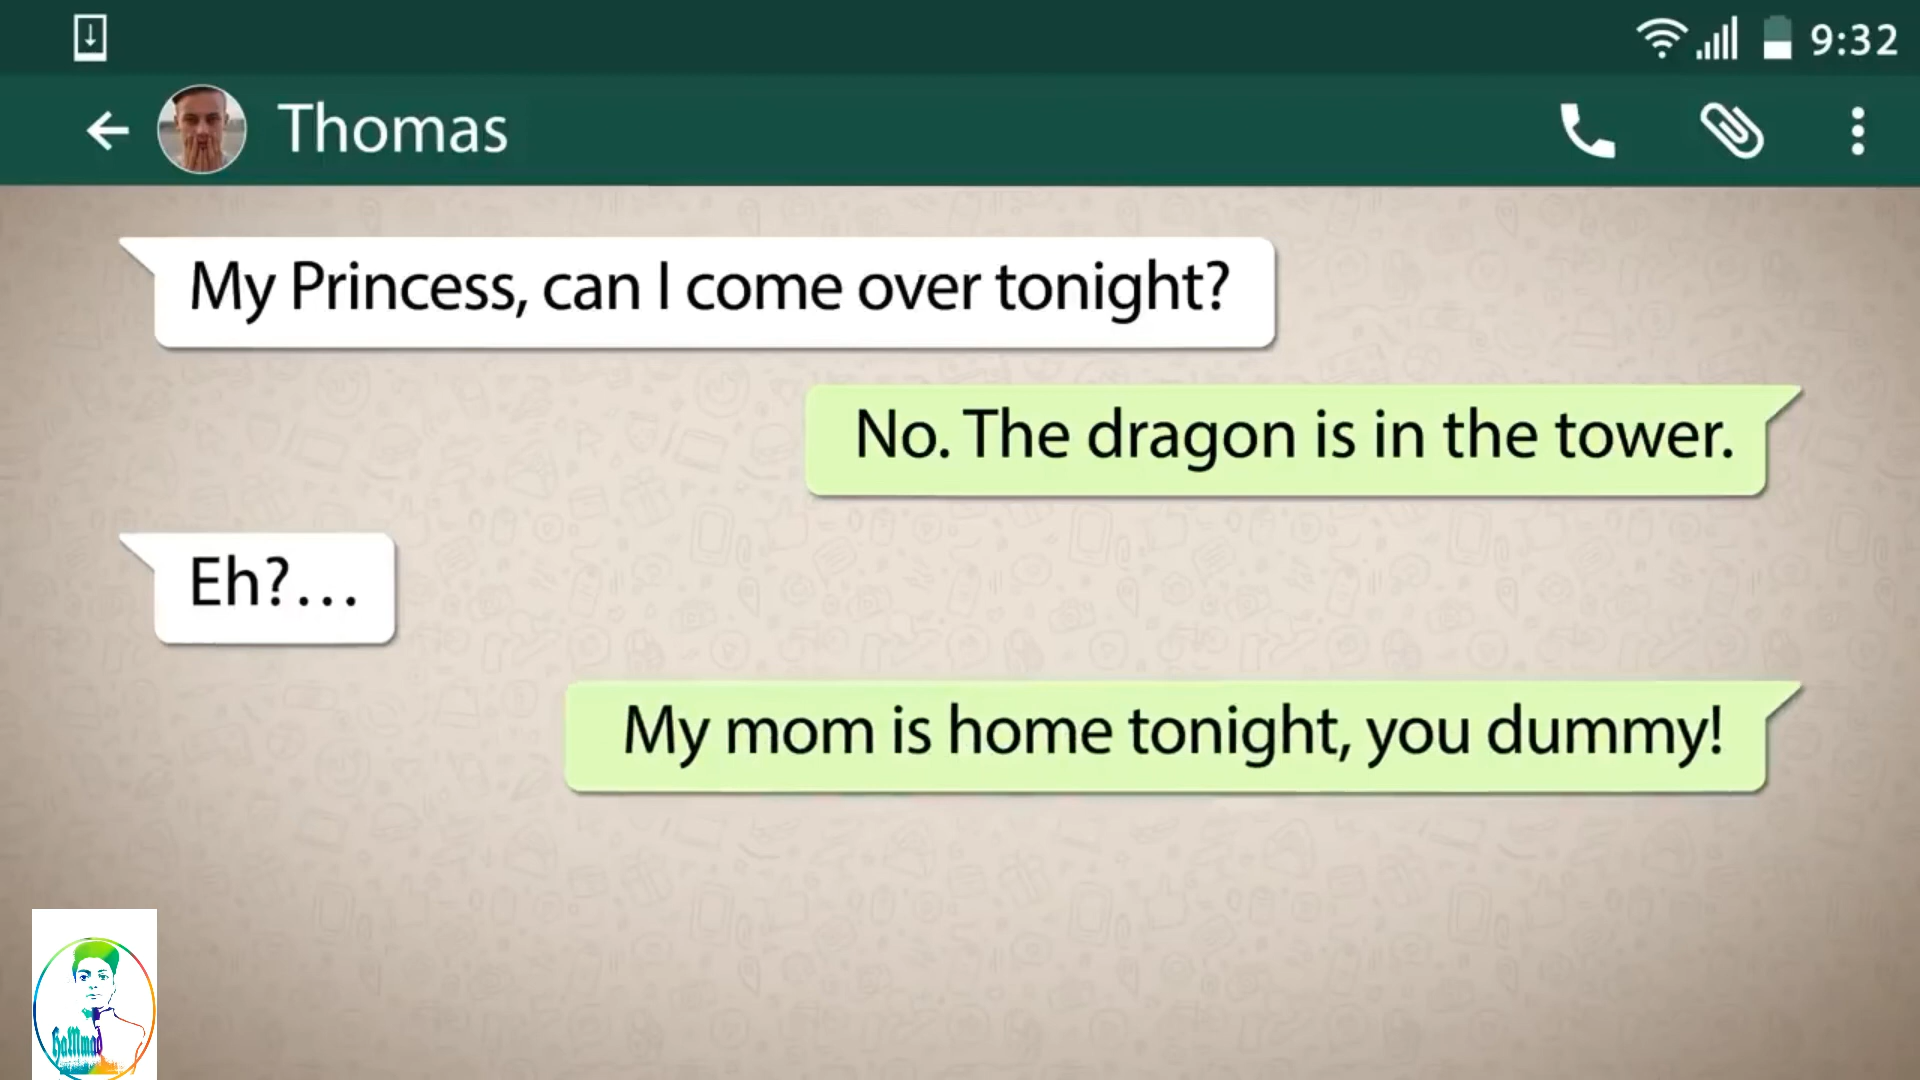 9:32
Thomas
My Princess, can I come over tonight?
No. The dragon is in the tower.
Eh?...
My mom is home tonight, you dummy!